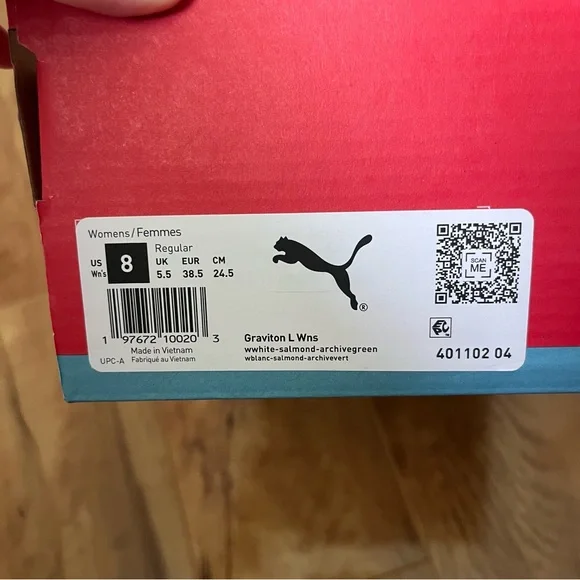 Womens/Femmes
Regular
US UK EUR CM
Wn's 8 5.5 38.5 24.5
SCAN
ME
®
1 97672 10020 3
UPC-A
Made in Vietnam
Fabriqué au Vietnam
Graviton L Wns
wwhite-salmond-archivegreen
wblanc-salmond-archivevert
401102 04